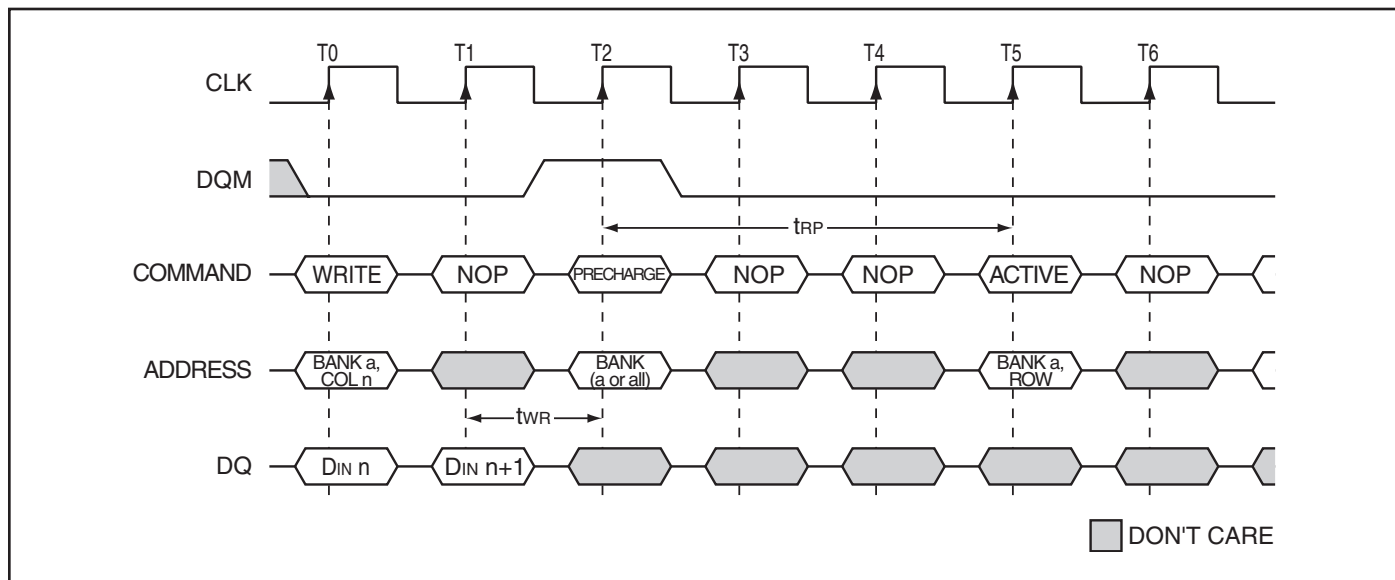 T0 T1 T2 T3 T4 T5 T6
CLK
DQM
tRP
COMMAND WRITE NOP PRECHARGE NOP NOP ACTIVE NOP
ADDRESS BANK a, COL n BANK (a or all) BANK a, ROW
tWR
DQ DIN n DIN n+1
DON'T CARE